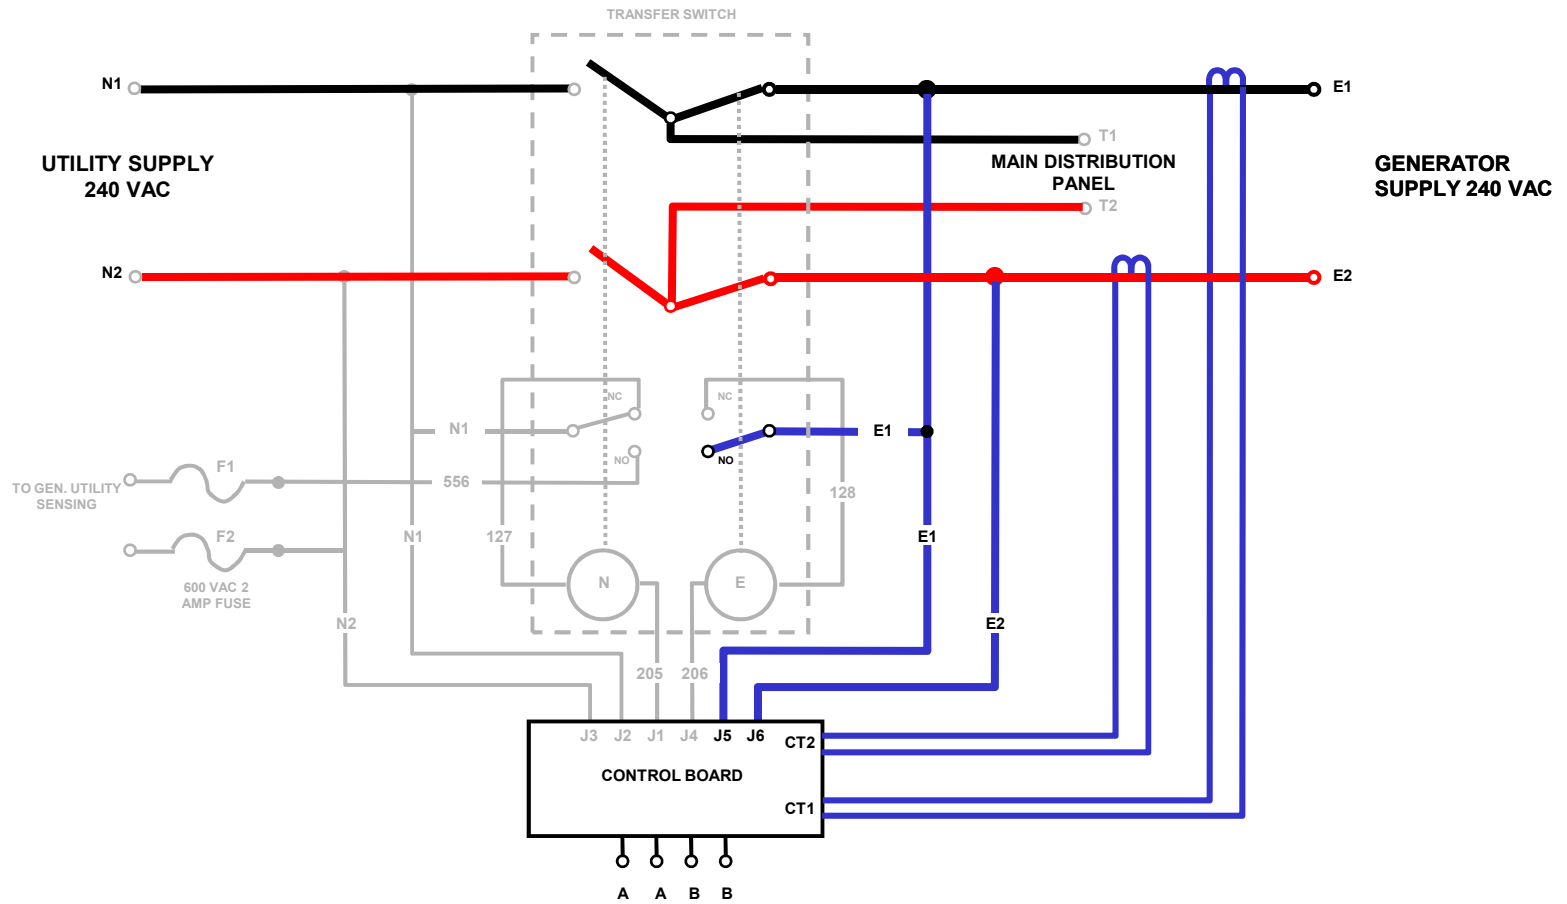 TRANSFER SWITCH
N1
E1
T1
UTILITY SUPPLY
240 VAC
MAIN DISTRIBUTION
PANEL
GENERATOR
SUPPLY 240 VAC
T2
N2
E2
NC
NC
N1
E1
NO
NO
F1
556
TO GEN. UTILITY
SENSING
128
F2
N1
127
E1
600 VAC 2
AMP FUSE
N
E
N2
E2
205
206
J3
J2
J1
J4
J5
J6
CT2
CONTROL BOARD
CT1
A
A
B
B